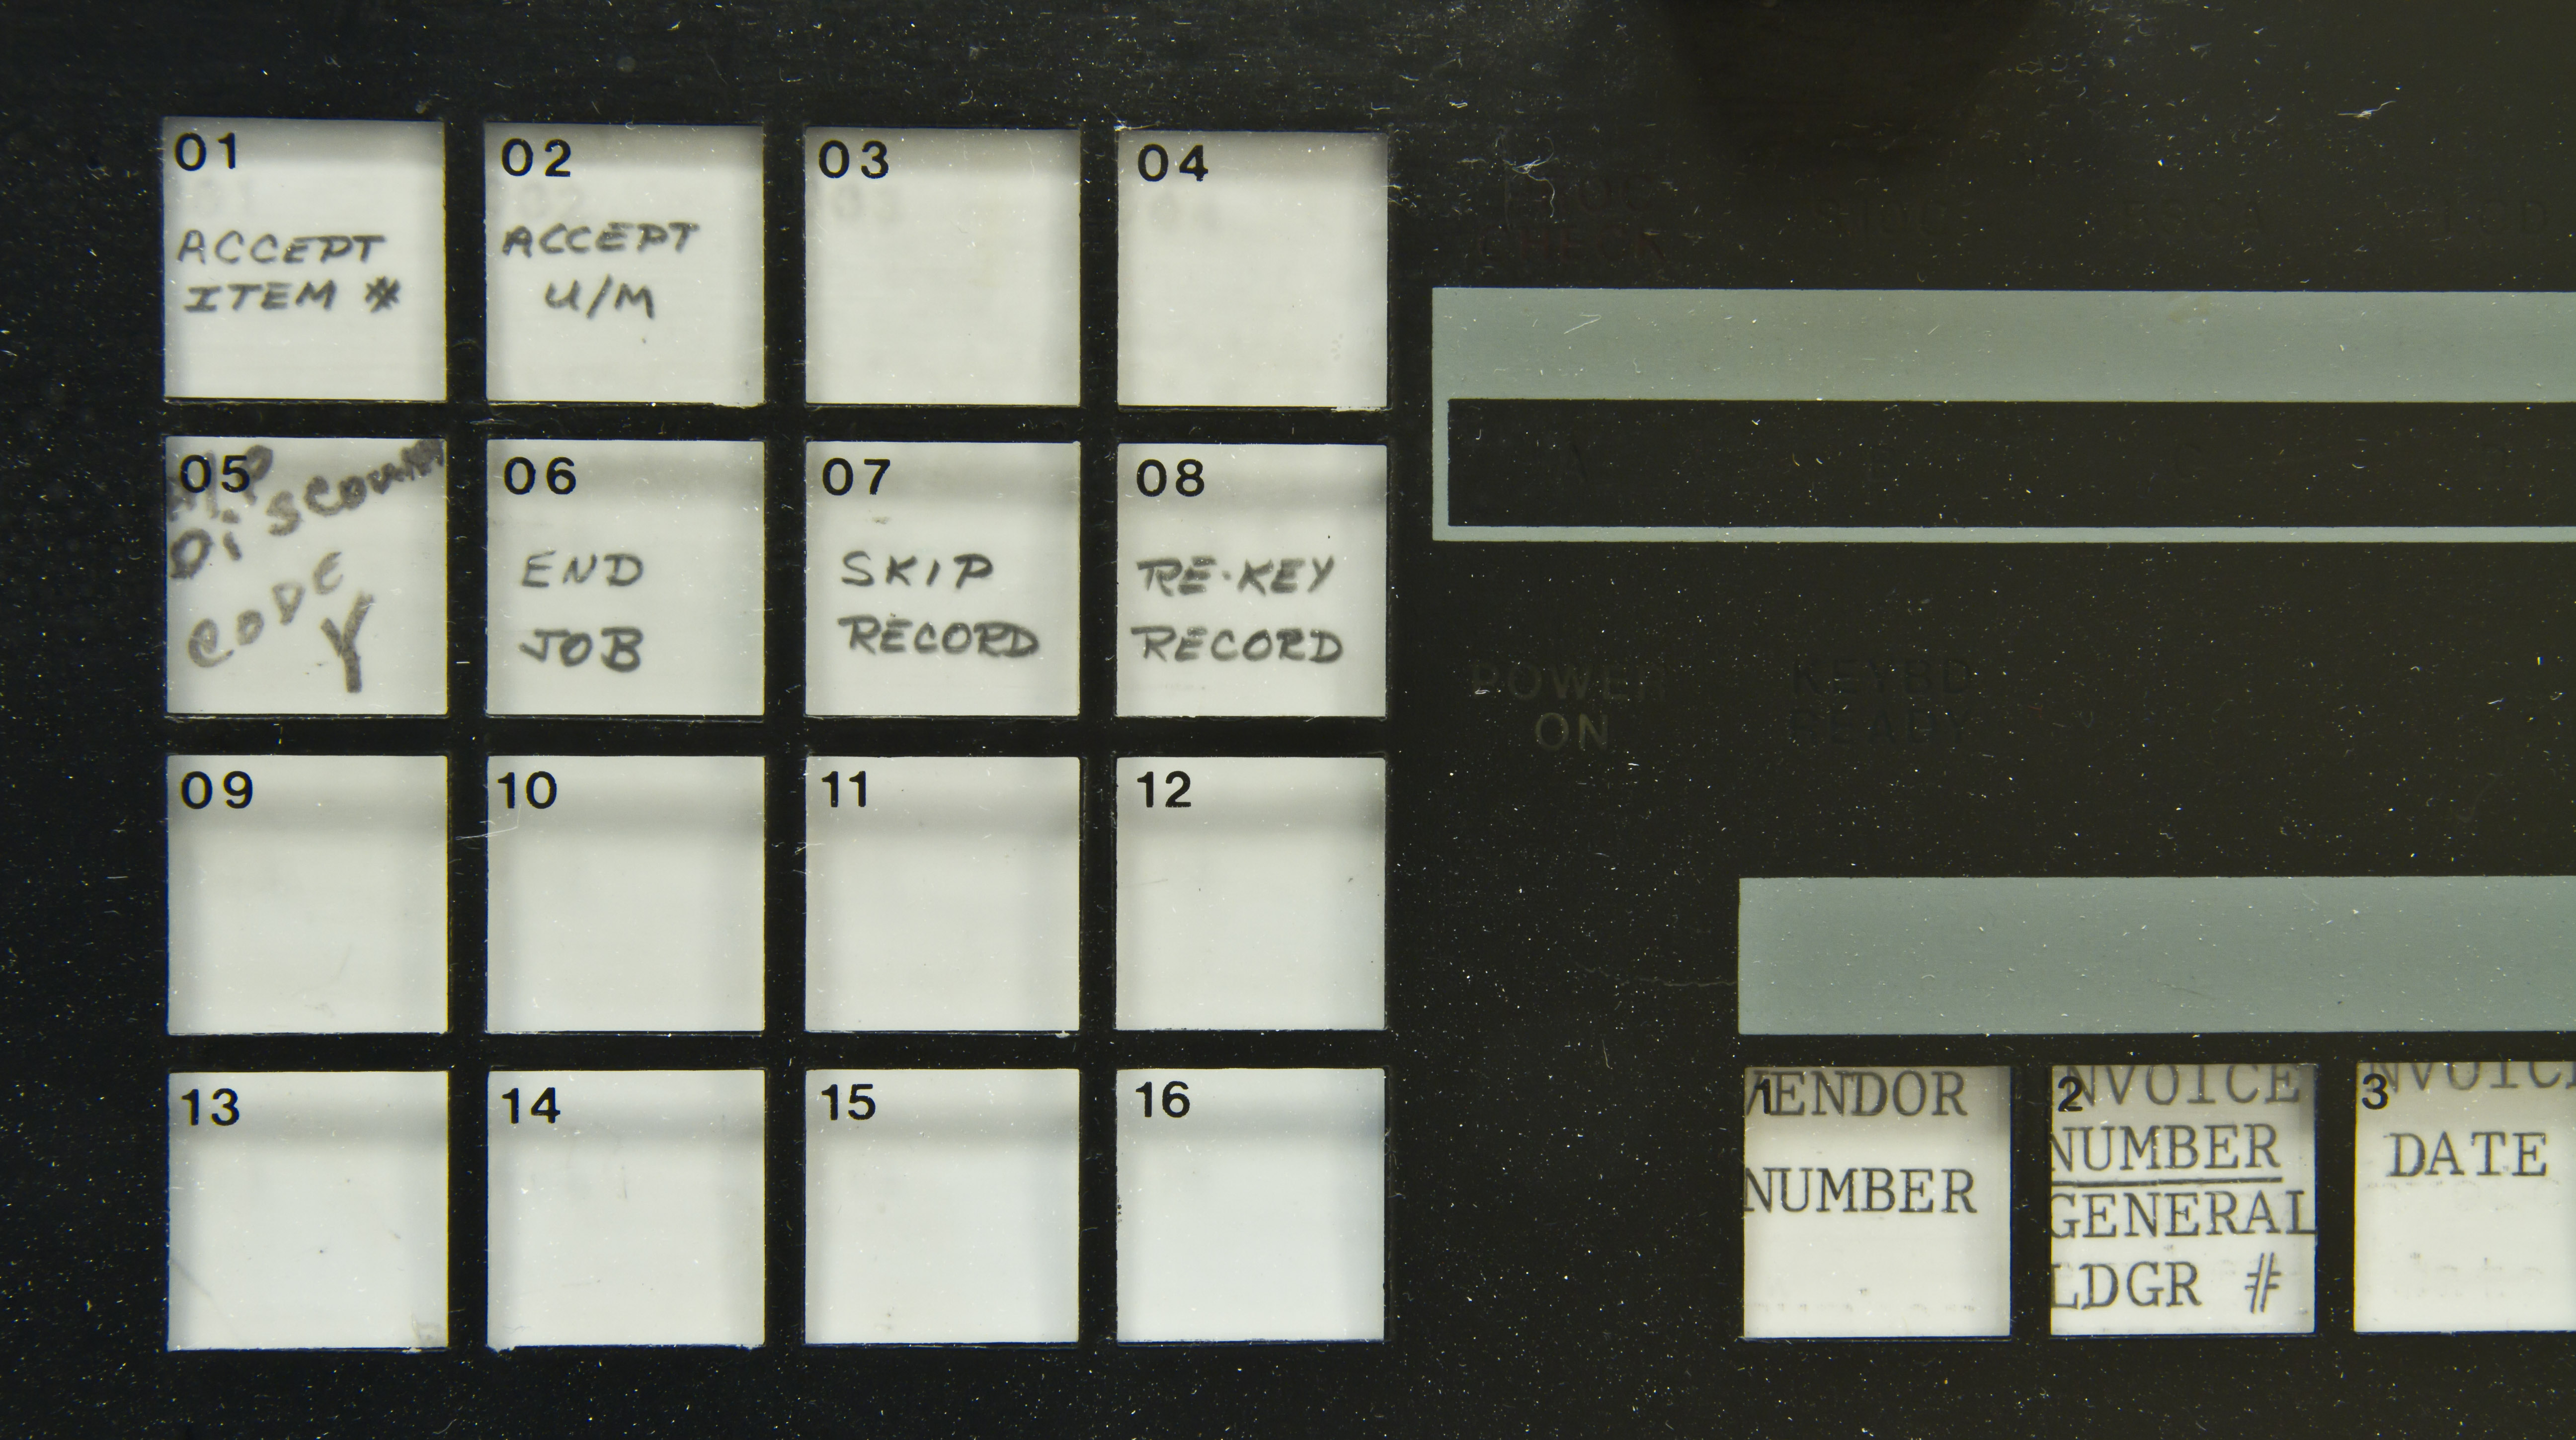 01
ACCEPT
ITEM #
02
ACCEPT
U/M
03
04
05
Discount
CODE
Y
06
END
JOB
07
SKIP
RECORD
08
RE-KEY
RECORD
09
10
11
12
13
14
15
16
CHECK
POWER
ON
KEYBD
READY
1
VENDOR
NUMBER
2
INVOICE
NUMBER
GENERAL
LDGR #
3
INVOICE
DATE